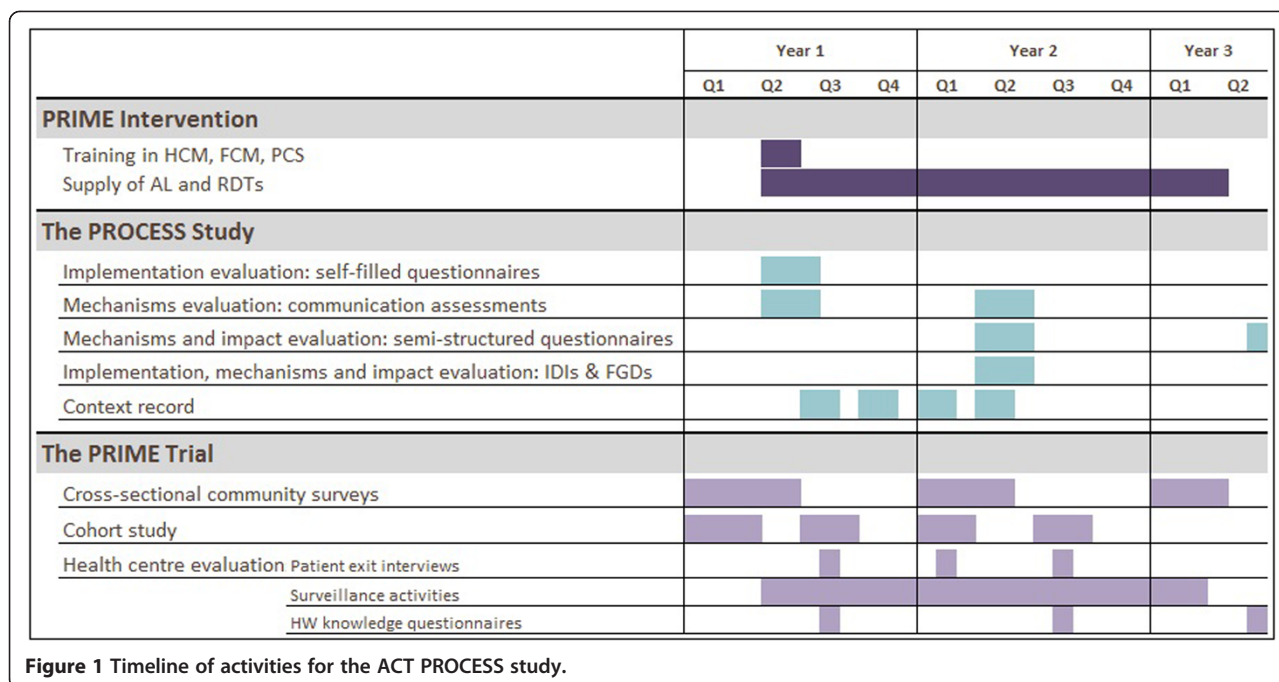 Year 1 Year 2 Year 3
Q1 Q2 Q3 Q4 Q1 Q2 Q3 Q4 Q1 Q2
PRIME Intervention
Training in HCM, FCM, PCS
Supply of AL and RDTs
The PROCESS Study
Implementation evaluation: self-filled questionnaires
Mechanisms evaluation: communication assessments
Mechanisms and impact evaluation: semi-structured questionnaires
Implementation, mechanisms and impact evaluation: IDIs & FGDs
Context record
The PRIME Trial
Cross-sectional community surveys
Cohort study
Health centre evaluation Patient exit interviews
Surveillance activities
HW knowledge questionnaires
Figure 1 Timeline of activities for the ACT PROCESS study.